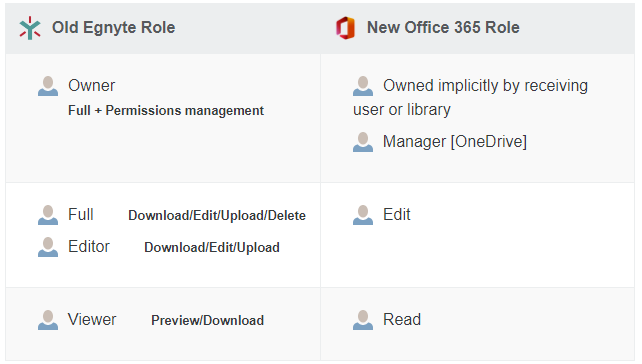 Old Egnyte Role
New Office 365 Role
Owner
Full + Permissions management
Owned implicitly by receiving
user or library
Manager [OneDrive]
Full Download/Edit/Upload/Delete
Editor Download/Edit/Upload
Edit
Viewer Preview/Download
Read